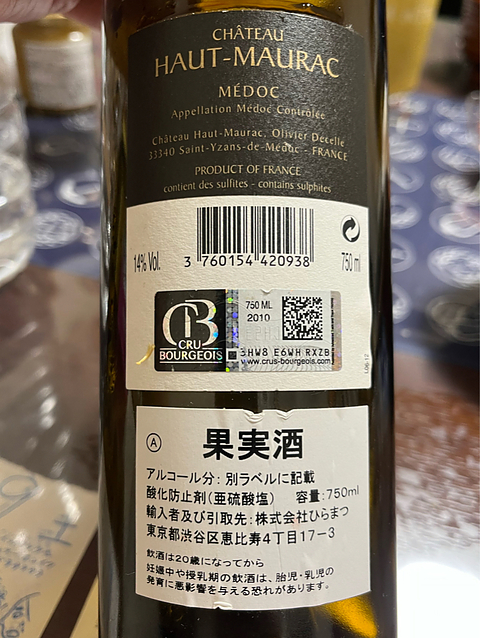 CHÂTEAU
HAUT-MAURAC
MÉDOC
Appellation Médoc Contrôlée
Château Haut-Maurac, Olivier Decelle
33340 Saint-Yzans-de-Médoc - FRANCE
PRODUCT OF FRANCE
contient des sulfites - contains sulphites
14% Vol.
3 760154 420938
750 ml
CB
CRU
BOURGEOIS
750 ML
2010
3HW8 E6WH RXZB
www.crus-bourgeois.com
L0612
Ⓐ
果実酒
アルコール分: 別ラベルに記載
酸化防止剤(亜硫酸塩) 容量:750ml
輸入者及び引取先:株式会社ひらまつ
東京都渋谷区恵比寿4丁目17-3
飲酒は20歳になってから
妊娠中や授乳期の飲酒は、胎児・乳児の
発育に悪影響を与える恐れがあります。